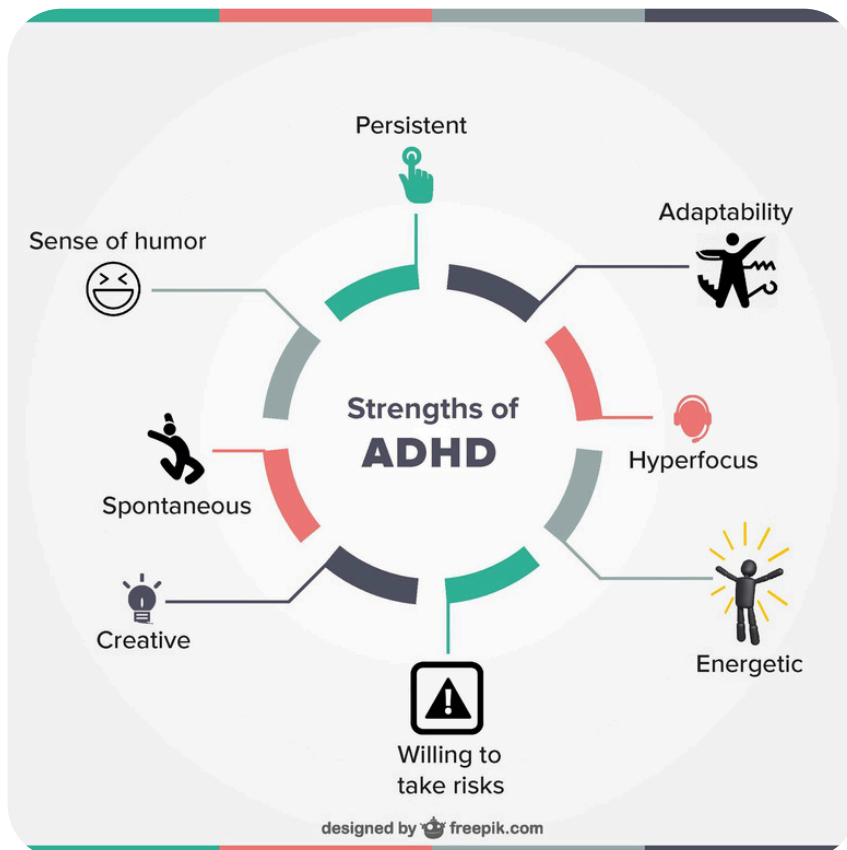 Persistent
Adaptability
Sense of humor
Strengths of
ADHD
Hyperfocus
Spontaneous
Creative
Energetic
Willing to
take risks
designed by freepik.com